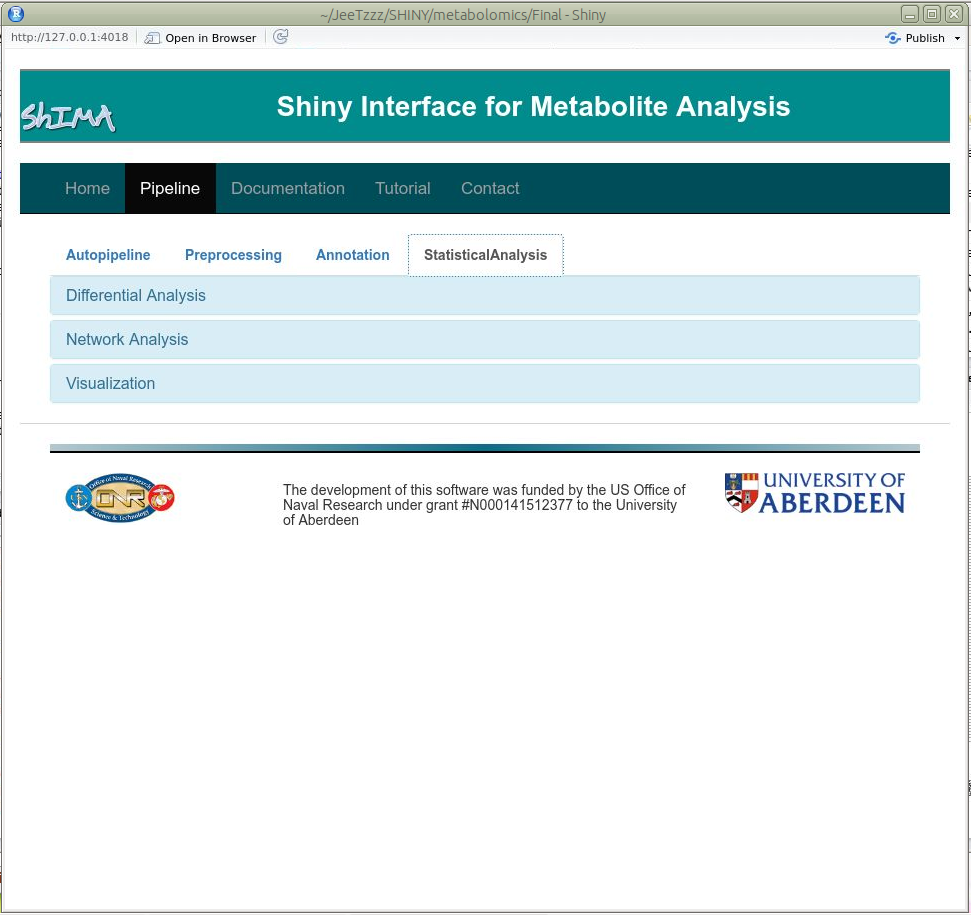 ~/JeeTzzz/SHINY/metabolomics/Final - Shiny
http://127.0.0.1:4018 Open in Browser Publish
ShIMA
Shiny Interface for Metabolite Analysis
Home Pipeline Documentation Tutorial Contact
Autopipeline Preprocessing Annotation StatisticalAnalysis
Differential Analysis
Network Analysis
Visualization
Office of Naval Research
ONR
Science & Technology
The development of this software was funded by the US Office of
Naval Research under grant #N000141512377 to the University
of Aberdeen
UNIVERSITY OF
ABERDEEN